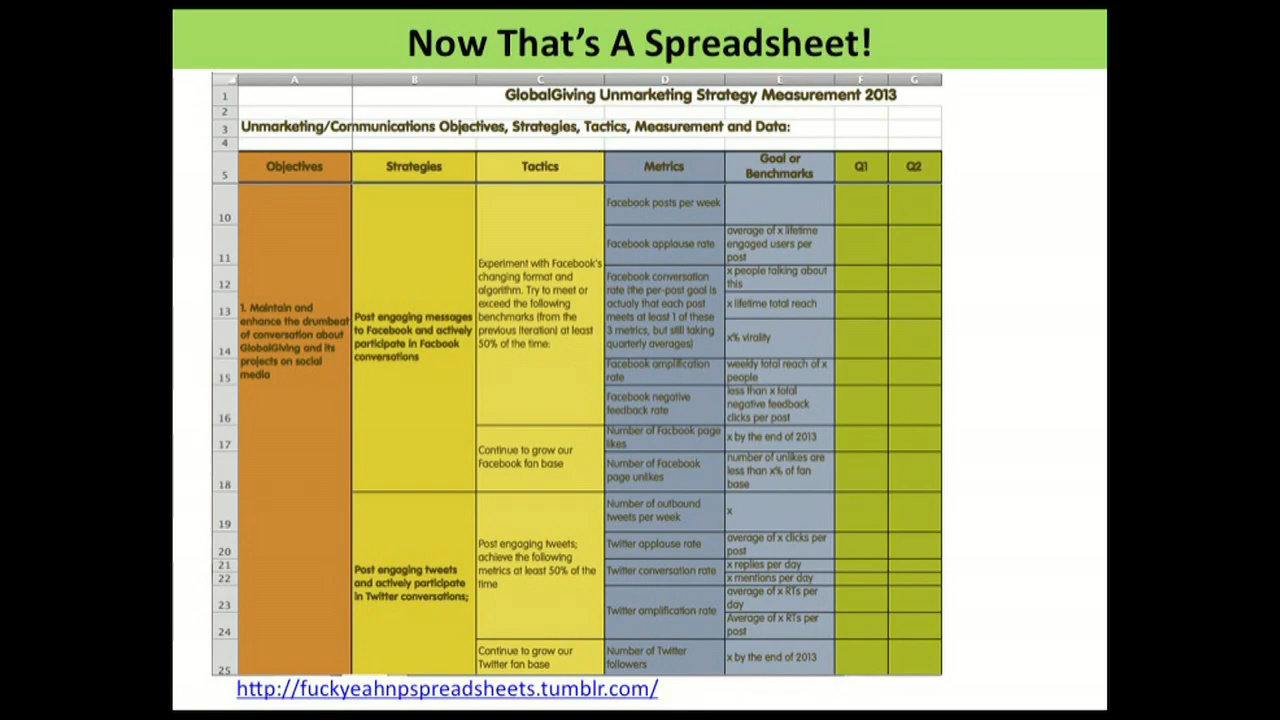 Now That's A Spreadsheet!
A B C D E F G
1 GlobalGiving Unmarketing Strategy Measurement 2013
2
3 Unmarketing/Communications Objectives, Strategies, Tactics, Measurement and Data:
4
5 Objectives Strategies Tactics Metrics Goal or Benchmarks Q1 Q2
1. Maintain and
enhance the drumbeat
of conversation about
GlobalGiving and its
projects on social
media
Post engaging messages
to Facebook and actively
participate in Facbook
conversations
Experiment with Facebook's
changing format and
algorithm. Try to meet or
exceed the following
benchmarks (from the
previous iteration) at least
50% of the time:
10
Facebook posts per week
11
Facebook applause rate
average of x lifetime
engaged users per
post
12
Facebook conversation
rate (the per-post goal is
actualy that each post
meets at least 1 of these
3 metrics, but still taking
quarterly averages)
x people talking about
this
13
x lifetime total reach
14
x% virality
15
Facebook amplification
rate
weekly total reach of x
people
16
Facebook negative
feedback rate
less than x total
negative feedback
clicks per post
Continue to grow our
Facebook fan base
17
Number of Facbook page
likes
x by the end of 2013
18
Number of Facebook
page unlikes
number of unlikes are
less than x% of fan
base
Post engaging tweets
and actively participate
in Twitter conversations;
Post engaging tweets;
achieve the following
metrics at least 50% of the
time
19
Number of outbound
tweets per week
x
20
Twitter applause rate
average of x clicks per
post
21
Twitter conversation rate
x replies per day
22
x mentions per day
23
Twitter amplification rate
average of x RTs per
day
24
Average of x RTs per
post
Continue to grow our
Twitter fan base
25
Number of Twitter
followers
x by the end of 2013
http://fuckyeahnpspreadsheets.tumblr.com/